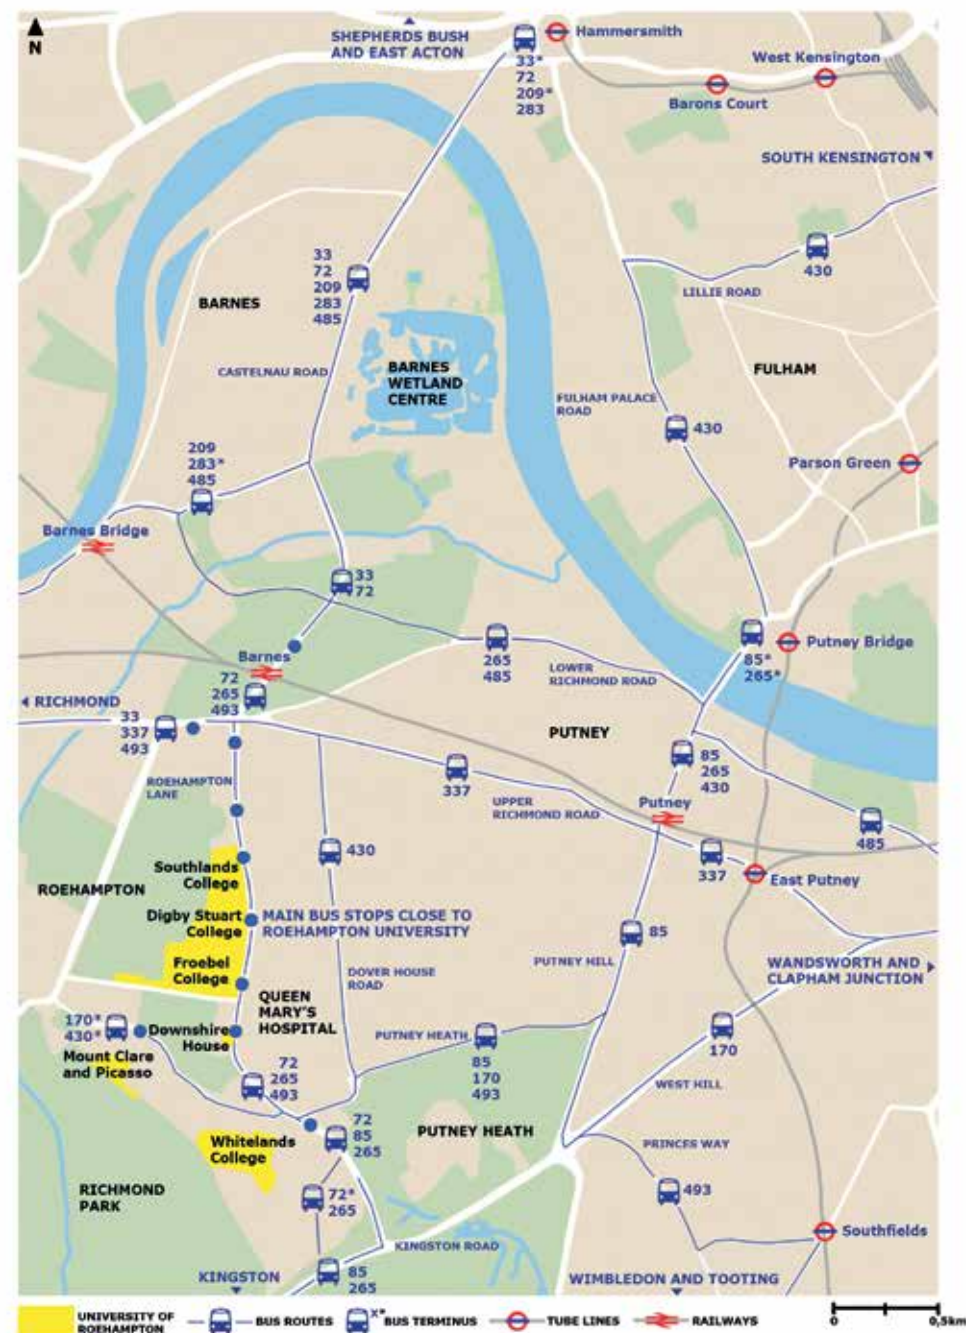 N
SHEPHERDS BUSH
AND EAST ACTON
Hammersmith
33*
72
209*
283
West Kensington
Barons Court
SOUTH KENSINGTON
430
LILLIE ROAD
33
72
209
283
485
BARNES
CASTELNAU ROAD
BARNES
WETLAND
CENTRE
FULHAM
FULHAM PALACE
ROAD
430
Parson Green
209
283*
485
Barnes Bridge
33
72
Barnes
72
265
493
265
485
LOWER
RICHMOND ROAD
85*
265*
Putney Bridge
RICHMOND
33
337
493
PUTNEY
85
265
430
337
UPPER
RICHMOND ROAD
Putney
ROEHAMPTON
LANE
430
337
485
East Putney
Southlands
College
ROEHAMPTON
Digby Stuart
College
MAIN BUS STOPS CLOSE TO
ROEHAMPTON UNIVERSITY
85
PUTNEY HILL
Froebel
College
DOVER HOUSE
ROAD
WANDSWORTH AND
CLAPHAM JUNCTION
QUEEN
MARY'S
HOSPITAL
170*
430*
Downshire
House
Mount Clare
and Picasso
PUTNEY HEATH
85
170
493
170
72
265
493
WEST HILL
72
85
265
PUTNEY HEATH
PRINCES WAY
Whitelands
College
RICHMOND
PARK
72*
265
493
Southfields
KINGSTON ROAD
KINGSTON
85
265
WIMBLEDON AND TOOTING
UNIVERSITY OF
ROEHAMPTON
BUS ROUTES
X*
BUS TERMINUS
TUBE LINES
RAILWAYS
0
0,5km